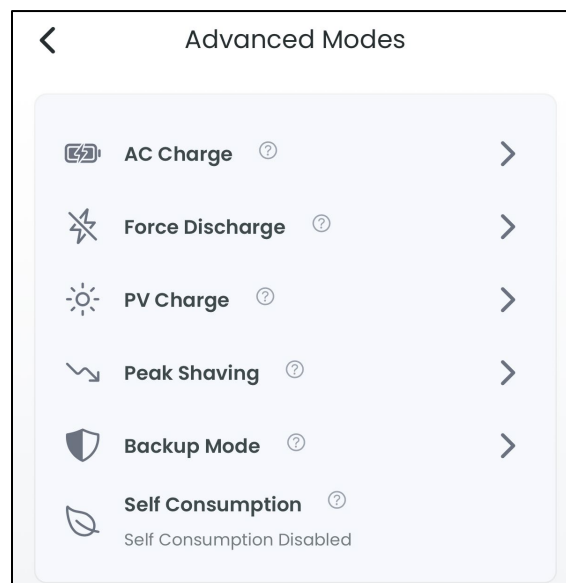 Advanced Modes
AC Charge ?
Force Discharge ?
PV Charge ?
Peak Shaving ?
Backup Mode ?
Self Consumption ?
Self Consumption Disabled